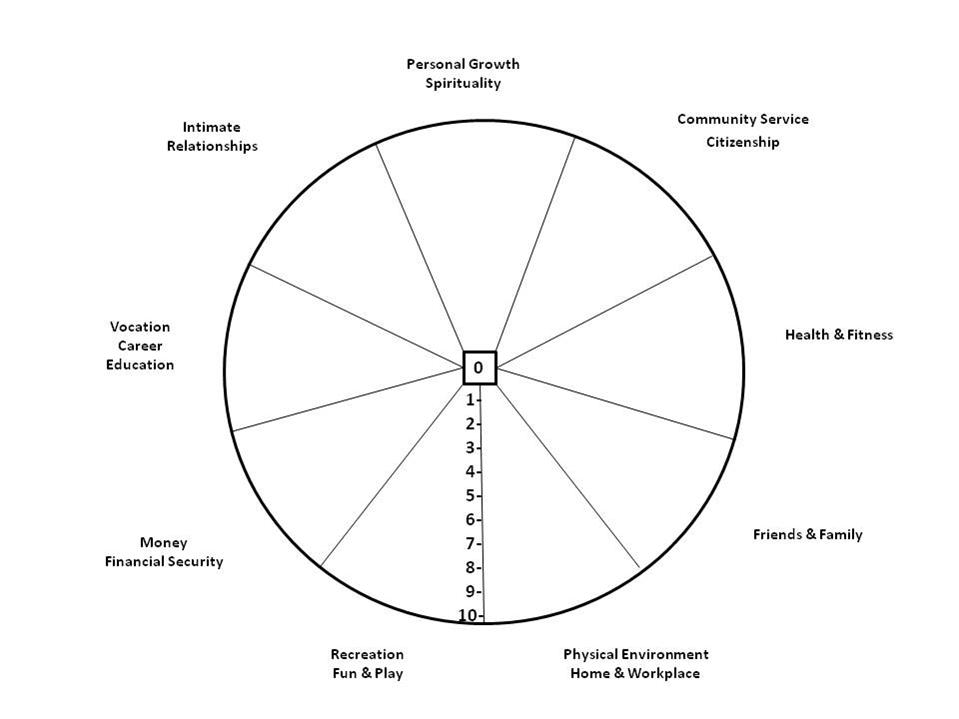 Personal Growth
Spirituality
Community Service
Citizenship
Intimate
Relationships
Vocation
Career
Education
Health & Fitness
0
1-
2-
3-
4-
5-
6-
7-
8-
9-
10-
Friends & Family
Money
Financial Security
Recreation
Fun & Play
Physical Environment
Home & Workplace